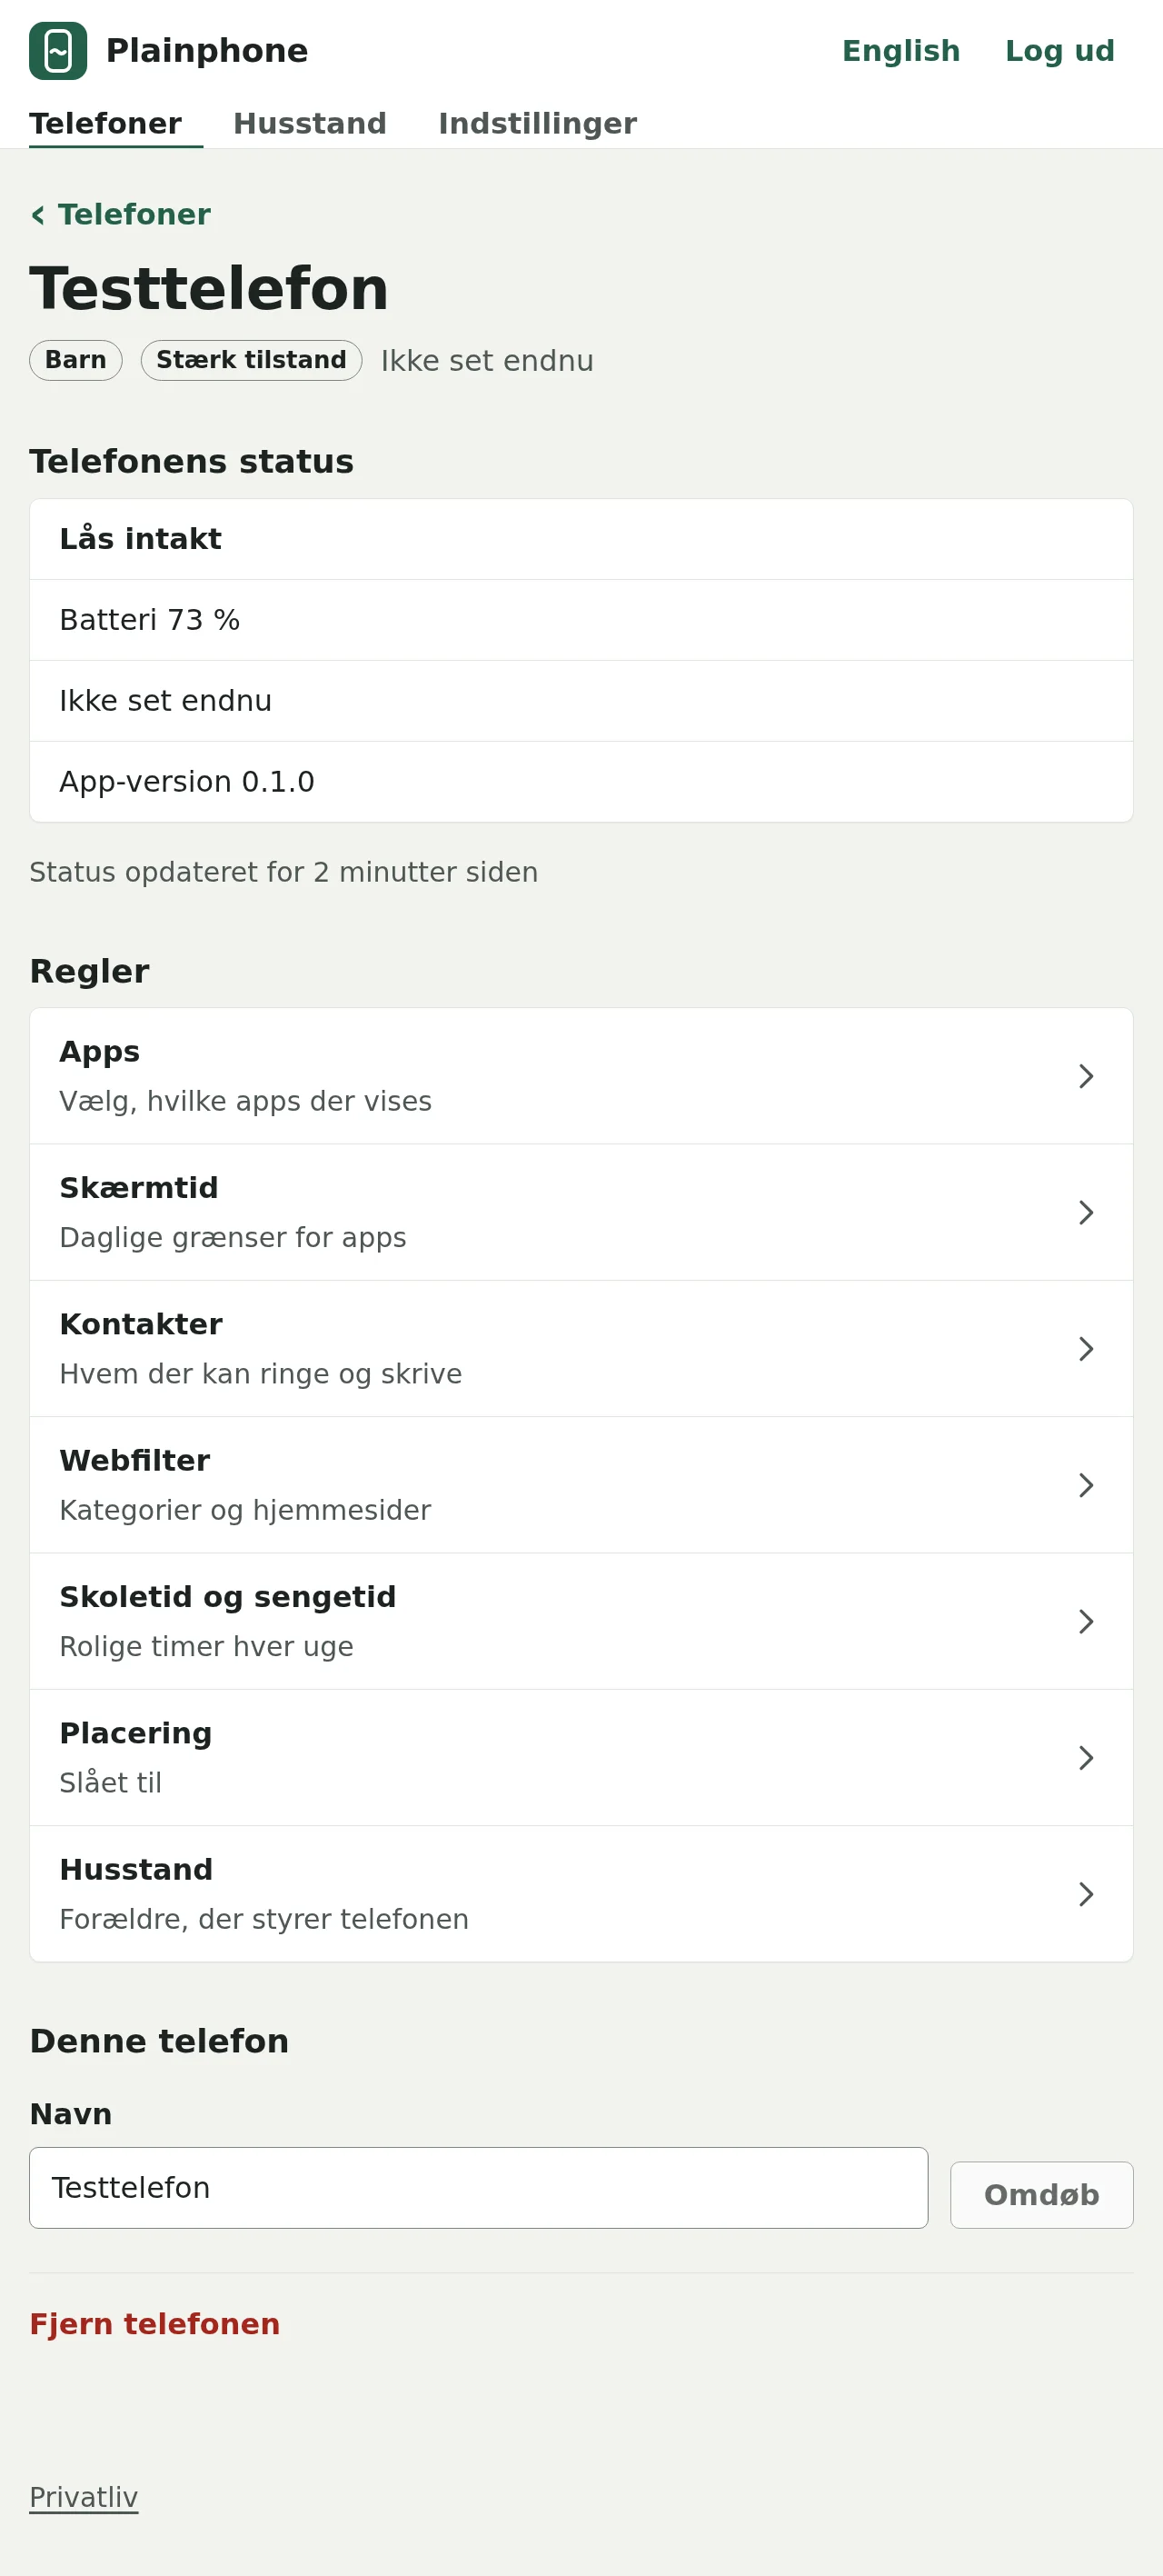 Plainphone
English
Log ud
Telefoner
Husstand
Indstillinger
‹ Telefoner
Testtelefon
Barn
Stærk tilstand
Ikke set endnu
Telefonens status
Lås intakt
Batteri 73 %
Ikke set endnu
App-version 0.1.0
Status opdateret for 2 minutter siden
Regler
Apps
Vælg, hvilke apps der vises
Skærmtid
Daglige grænser for apps
Kontakter
Hvem der kan ringe og skrive
Webfilter
Kategorier og hjemmesider
Skoletid og sengetid
Rolige timer hver uge
Placering
Slået til
Husstand
Forældre, der styrer telefonen
Denne telefon
Navn
Testtelefon
Omdøb
Fjern telefonen
Privatliv